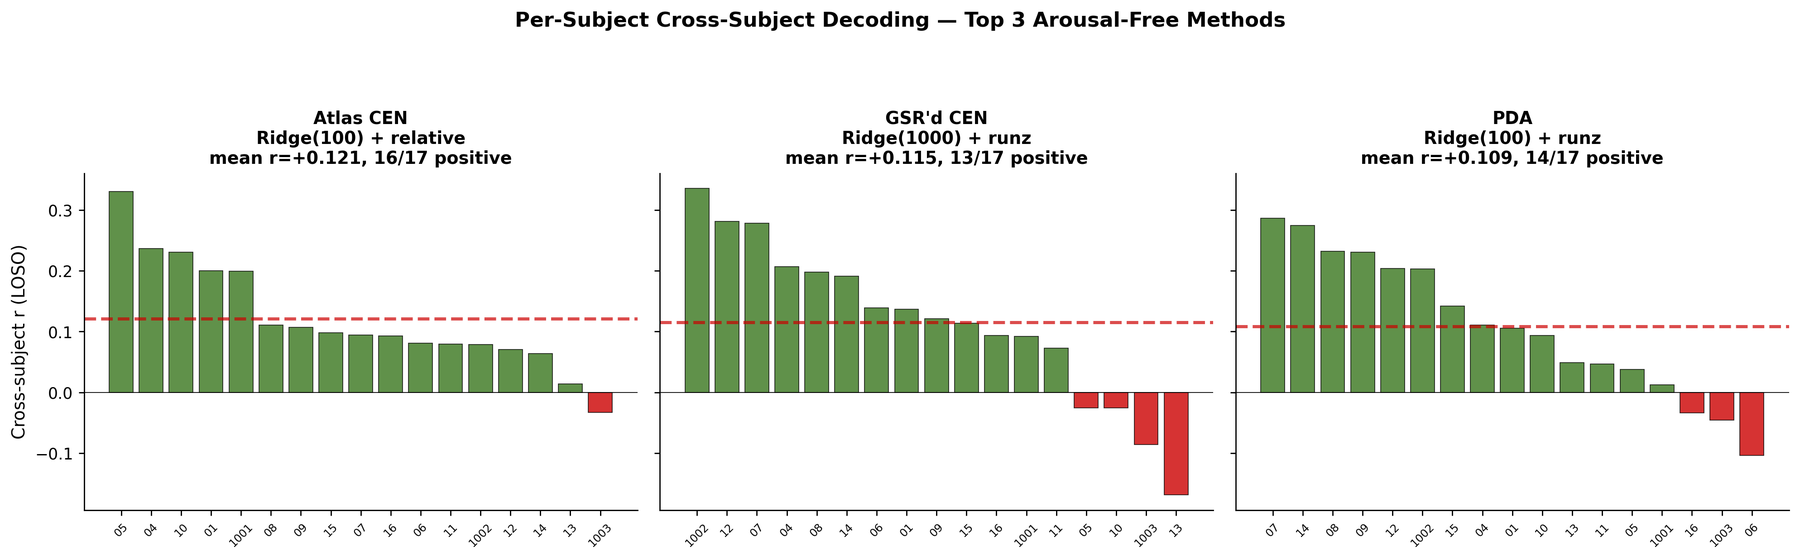 Per-Subject Cross-Subject Decoding — Top 3 Arousal-Free Methods
Atlas CEN
Ridge(100) + relative
mean r=+0.121, 16/17 positive
GSR'd CEN
Ridge(1000) + runz
mean r=+0.115, 13/17 positive
PDA
Ridge(100) + runz
mean r=+0.109, 14/17 positive
Cross-subject r (LOSO)
0.3
0.2
0.1
0.0
−0.1
05 04 10 01 1001 08 09 15 07 16 06 11 1002 12 14 13 1003
1002 12 07 04 08 14 06 01 09 15 16 1001 11 05 10 1003 13
07 14 08 09 12 1002 15 04 01 10 13 11 05 1001 16 1003 06